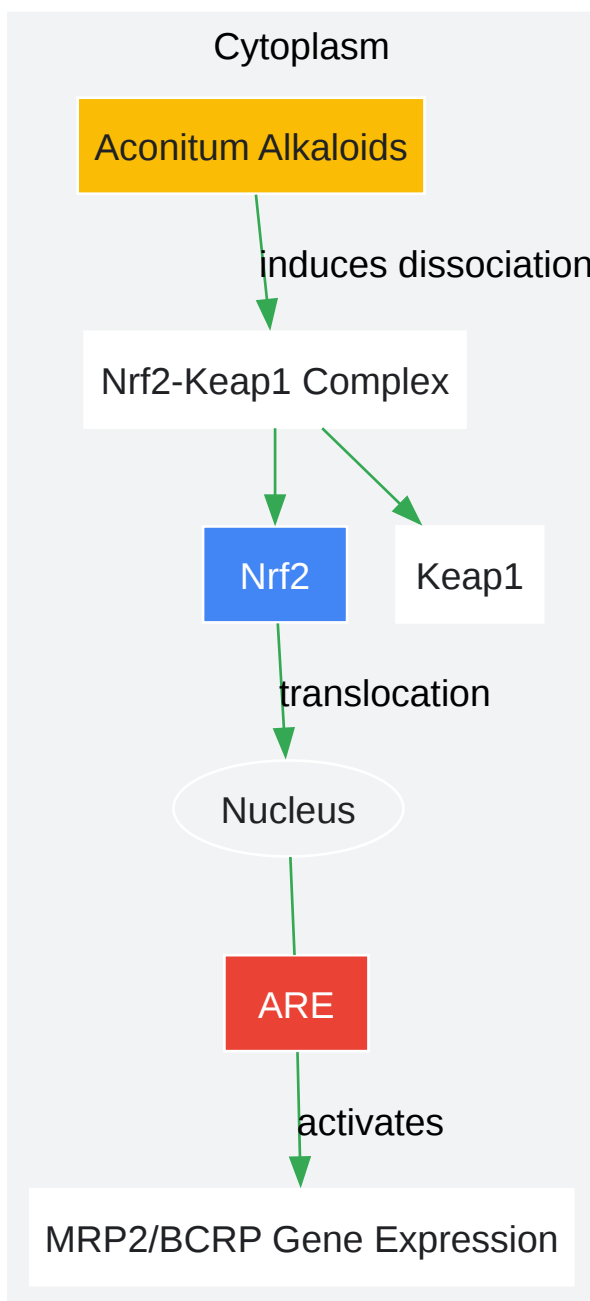 Cytoplasm
Aconitum Alkaloids
induces dissociation
Nrf2-Keap1 Complex
Nrf2
Keap1
translocation
Nucleus
ARE
activates
MRP2/BCRP Gene Expression